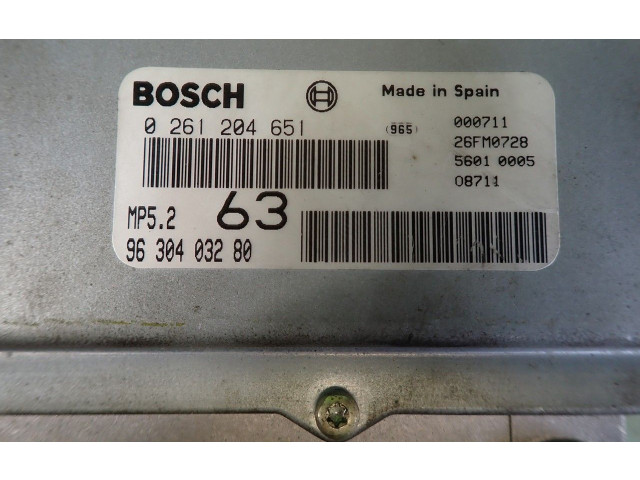 BOSCH
Made in Spain
0 261 204 651
(965)
000711
26FM0728
5601 0005
08711
MP5.2
63
96 304 032 80